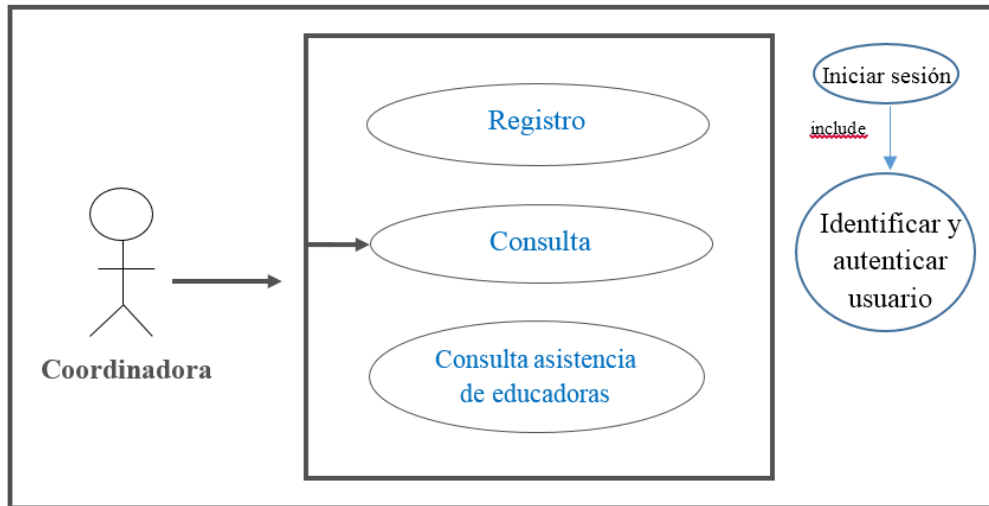 Registro
Consulta
Consulta asistencia
de educadoras
Coordinadora
Iniciar sesión
include
Identificar y
autenticar
usuario